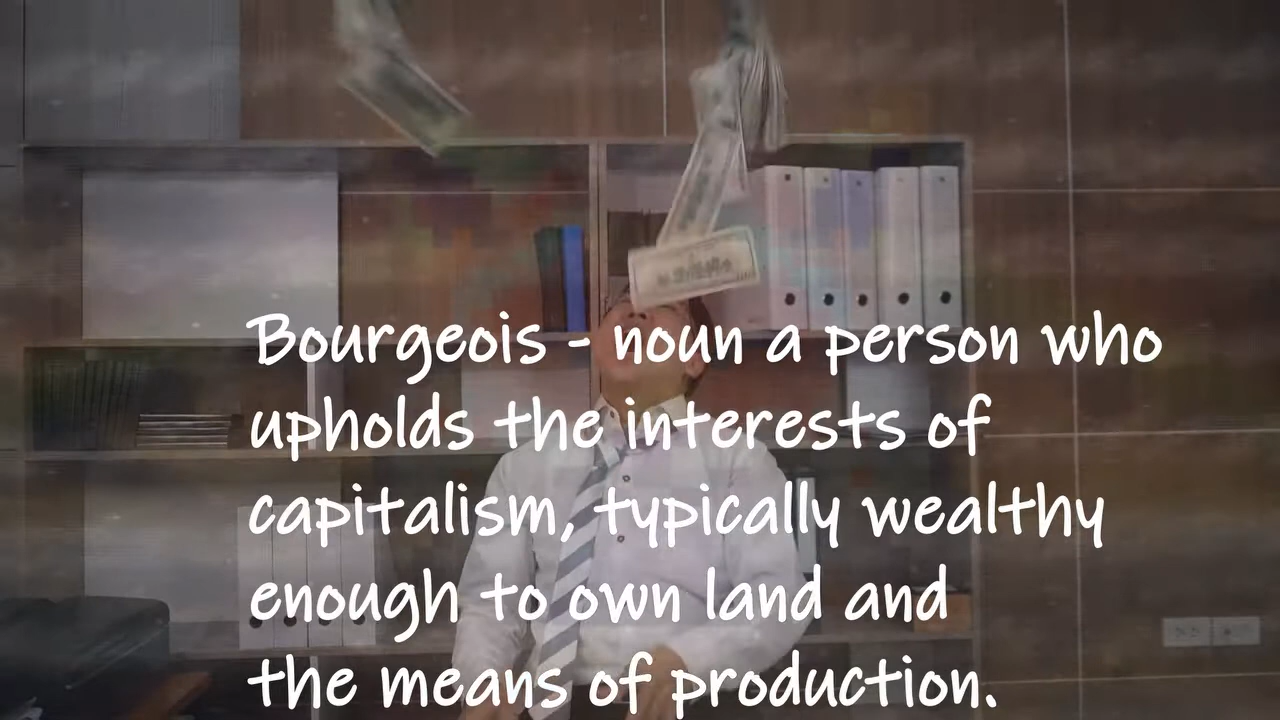 Bourgeois - noun a person who
upholds the interests of
capitalism, typically wealthy
enough to own land and
the means of production.